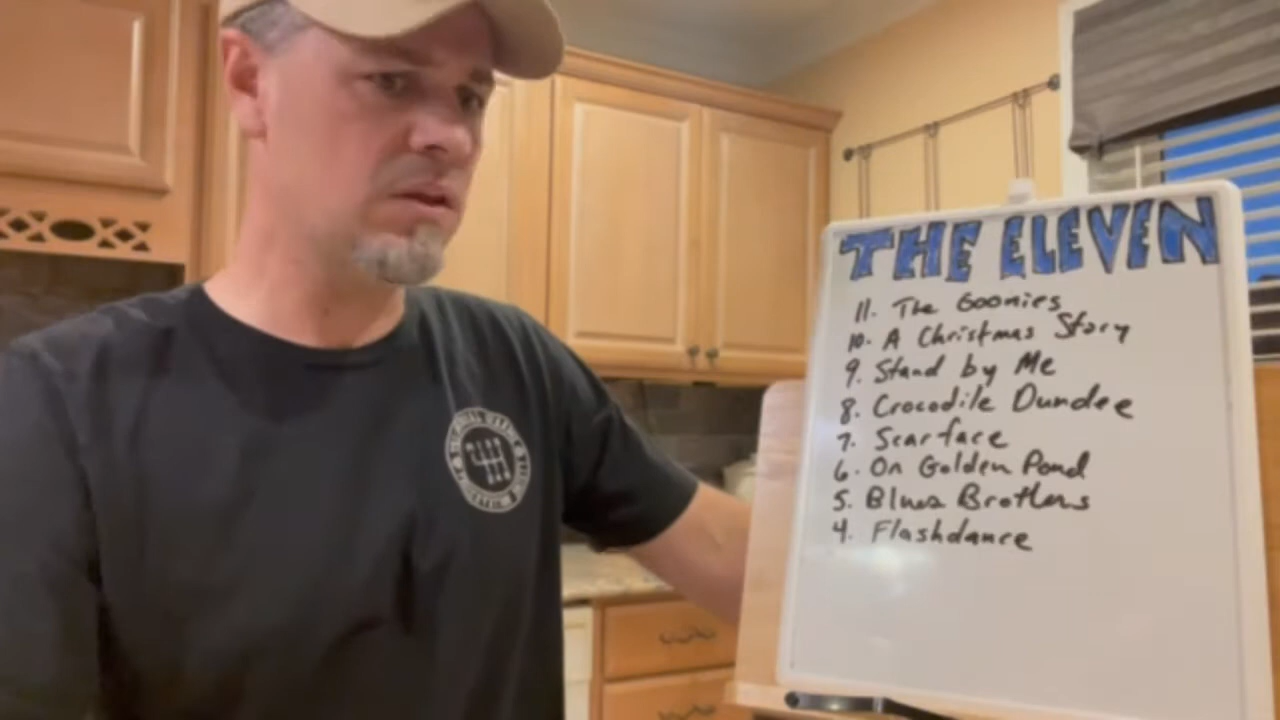 THE ELEVEN
11. The Goonies
10. A Christmas Story
9. Stand by Me
8. Crocodile Dundee
7. Scarface
6. On Golden Pond
5. Blues Brothers
4. Flashdance